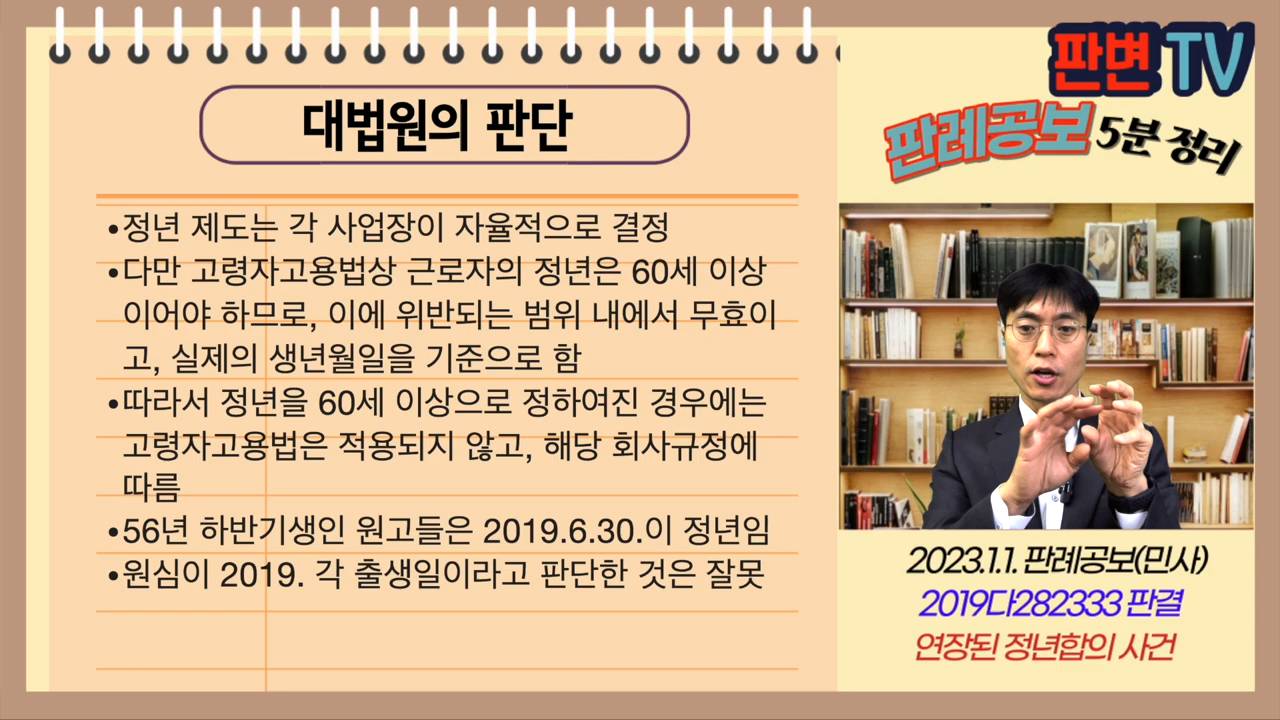 대법원의 판단
•정년 제도는 각 사업장이 자율적으로 결정
•다만 고령자고용법상 근로자의 정년은 60세 이상
이어야 하므로, 이에 위반되는 범위 내에서 무효이
고, 실제의 생년월일을 기준으로 함
•따라서 정년을 60세 이상으로 정하여진 경우에는
고령자고용법은 적용되지 않고, 해당 회사규정에
따름
•56년 하반기생인 원고들은 2019.6.30.이 정년임
•원심이 2019. 각 출생일이라고 판단한 것은 잘못
판변 TV
판례공보 5분 정리
2023.1.1. 판례공보(민사)
2019다282333 판결
연장된 정년합의 사건